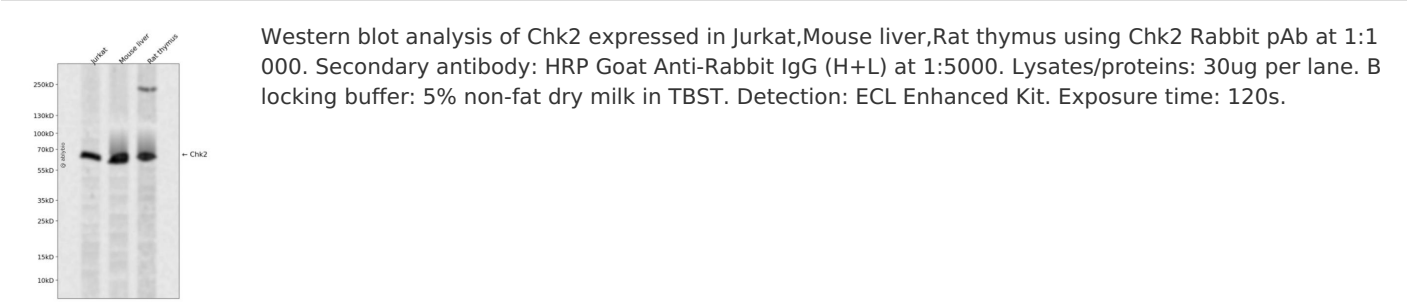 Jurkat
Mouse liver
Rat thymus
250kD
130kD
100kD
70kD
55kD
35kD
25kD
15kD
10kD
@ abybio
← Chk2
Western blot analysis of Chk2 expressed in Jurkat,Mouse liver,Rat thymus using Chk2 Rabbit pAb at 1:1
000. Secondary antibody: HRP Goat Anti-Rabbit IgG (H+L) at 1:5000. Lysates/proteins: 30ug per lane. B
locking buffer: 5% non-fat dry milk in TBST. Detection: ECL Enhanced Kit. Exposure time: 120s.